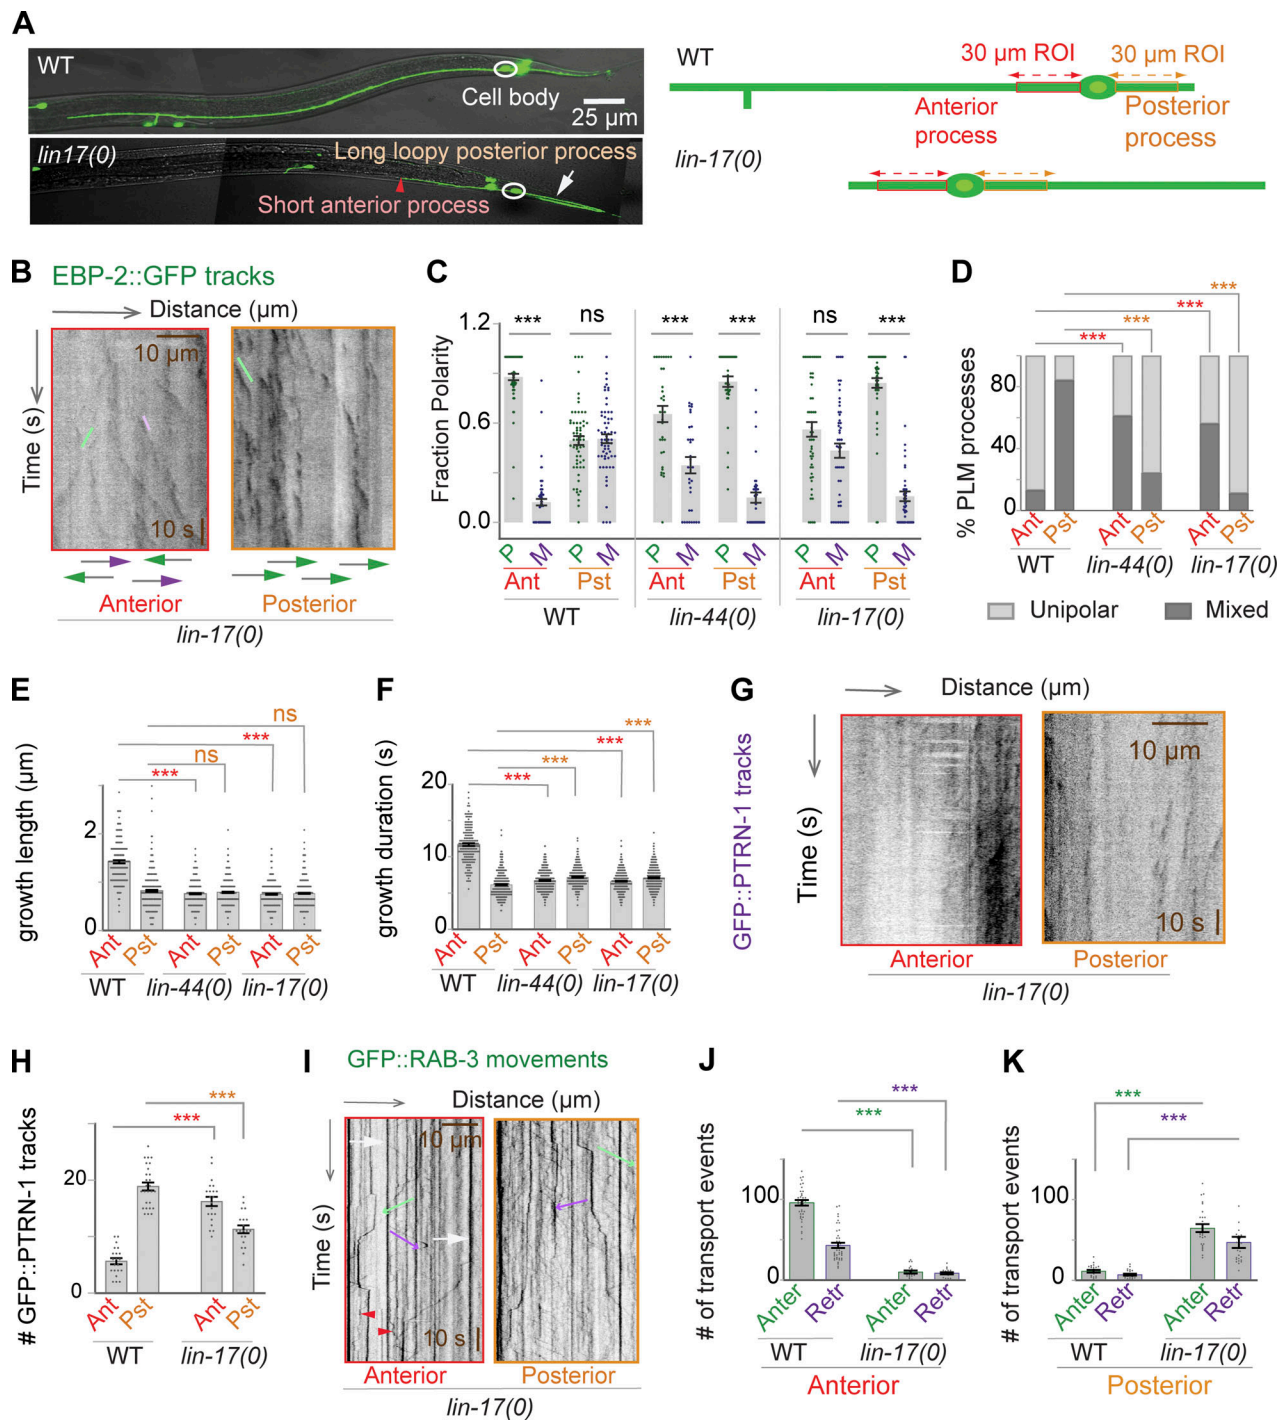 A
WT
Cell body
25 µm
lin17(0)
Long loopy posterior process
Short anterior process
WT
30 µm ROI
30 µm ROI
Anterior
process
Posterior
process
lin-17(0)
B
EBP-2::GFP tracks
Distance (µm)
Time (s)
10 µm
10 s
Anterior
Posterior
lin-17(0)
C
Fraction Polarity
1.2
0.6
0.0
***
ns
***
***
ns
***
P M P M P M P M P M P M
Ant Pst Ant Pst Ant Pst
WT lin-44(0) lin-17(0)
D
***
***
***
***
% PLM processes
80
40
0
Ant Pst Ant Pst Ant Pst
WT lin-44(0) lin-17(0)
Unipolar Mixed
E
ns
***
ns
***
growth length (µm)
2
0
Ant Pst Ant Pst Ant Pst
WT lin-44(0) lin-17(0)
F
***
***
***
***
growth duration (s)
20
10
0
Ant Pst Ant Pst Ant Pst
WT lin-44(0) lin-17(0)
G
Distance (µm)
GFP::PTRN-1 tracks
Time (s)
10 µm
10 s
Anterior
Posterior
lin-17(0)
H
***
***
# GFP::PTRN-1 tracks
20
0
Ant Pst Ant Pst
WT lin-17(0)
I
GFP::RAB-3 movements
Distance (µm)
Time (s)
10 µm
10 s
Anterior
Posterior
lin-17(0)
J
***
***
# of transport events
100
0
Anter Retr Anter Retr
WT lin-17(0)
Anterior
K
***
***
# of transport events
100
0
Anter Retr Anter Retr
WT lin-17(0)
Posterior